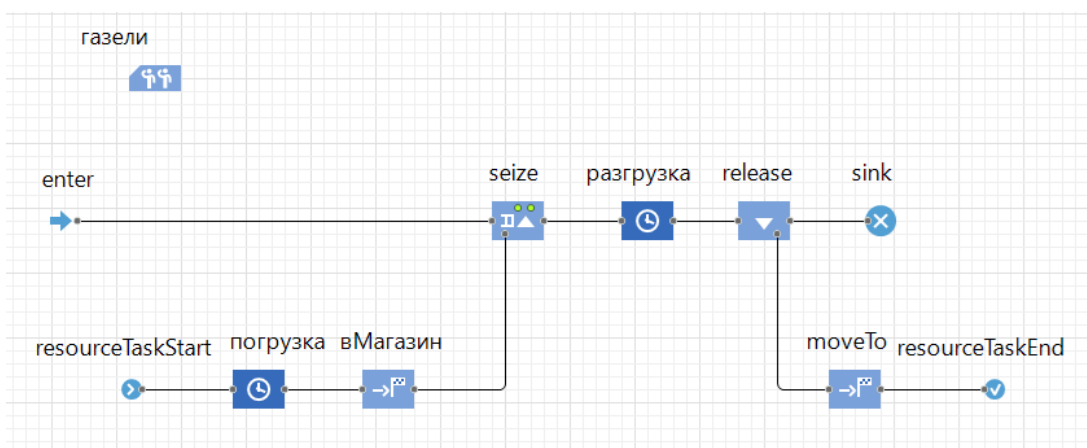 газели
enter
seize
разгрузка
release
sink
resourceTaskStart
погрузка
вМагазин
moveTo
resourceTaskEnd